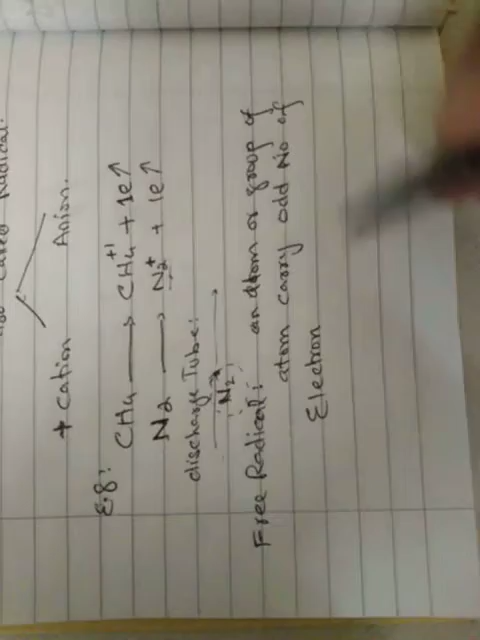 Radical.
+ Cation Anion.
E.g:
CH4 → CH4+1 + 1e↑
N2 → N2+ + 1e↑
discharge Tube:
N2
Free Radical: an atom or group of
atom carry odd No of
Electron